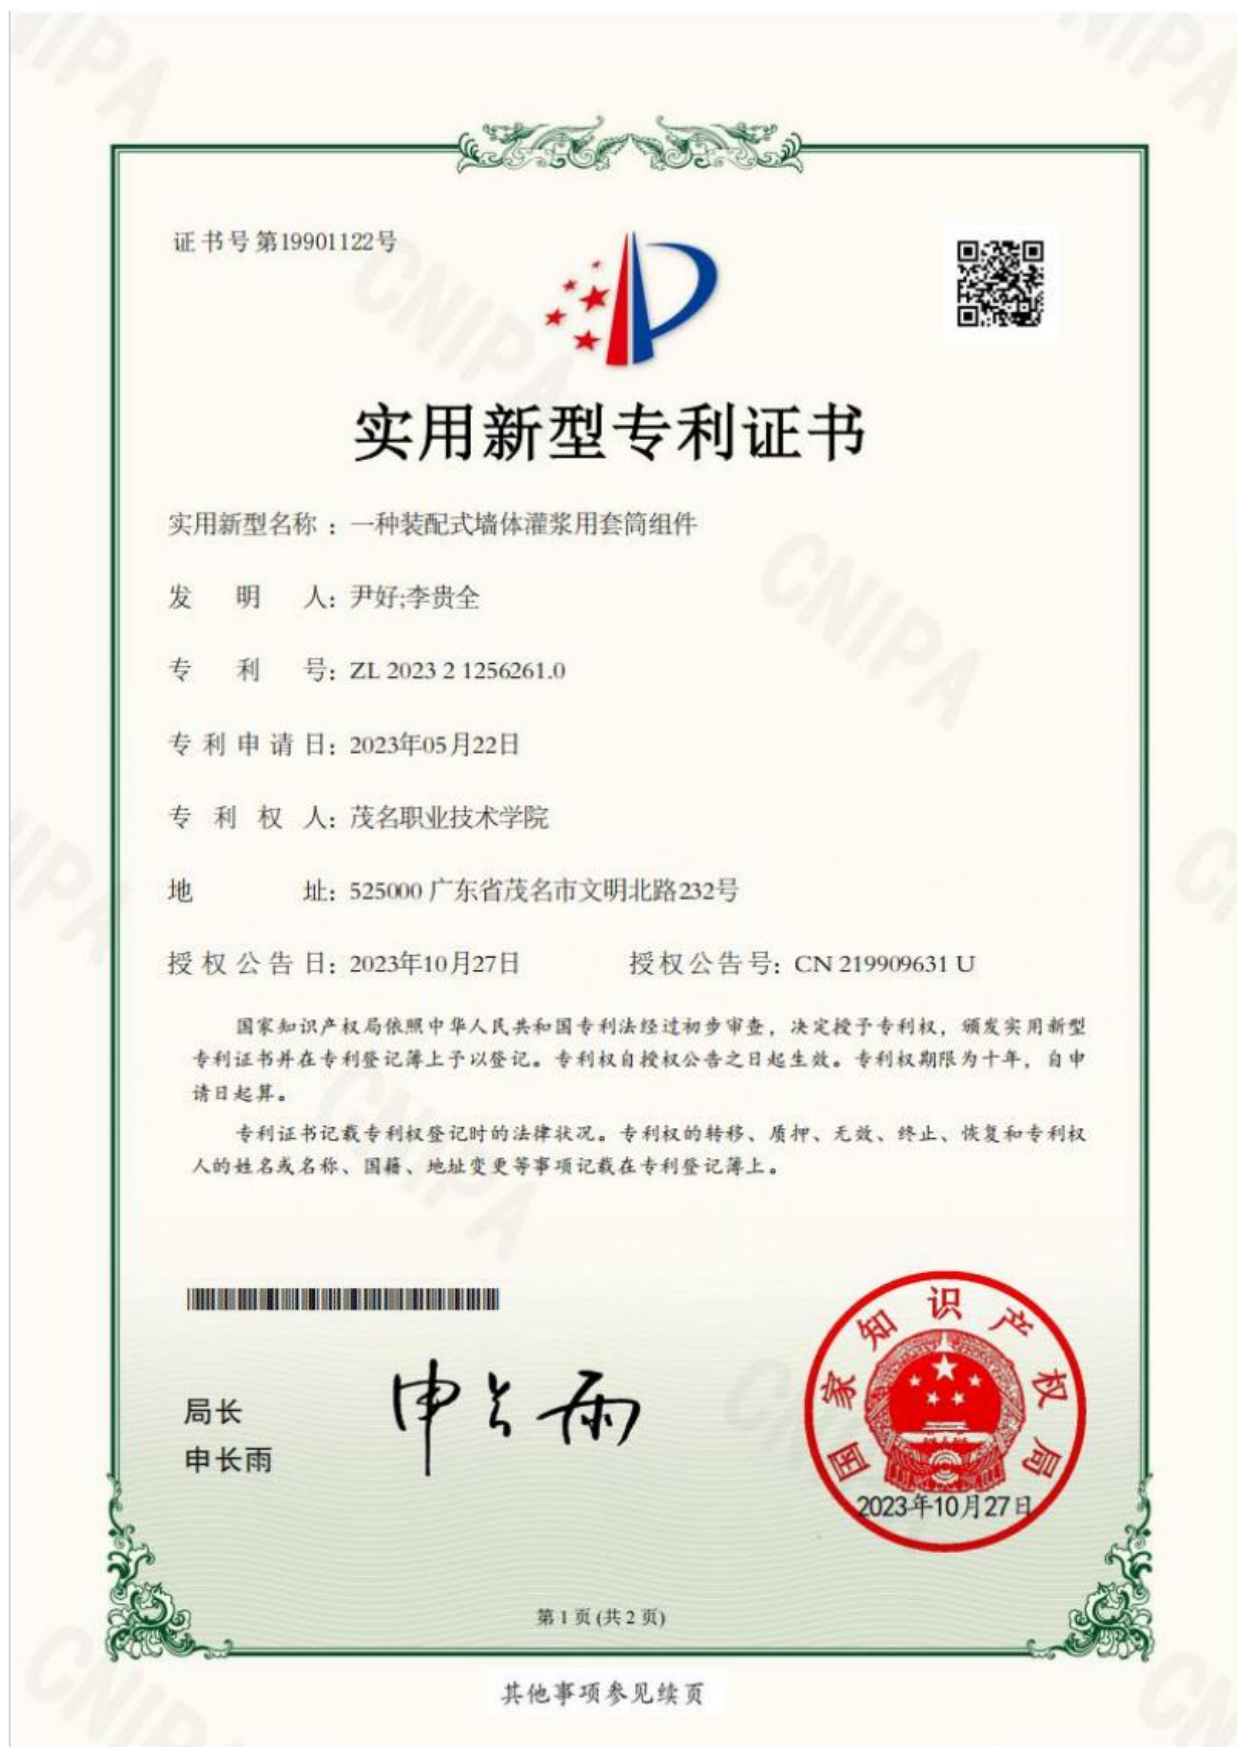 证书号第19901122号
实用新型专利证书
实用新型名称：一种装配式墙体灌浆用套筒组件
发明人：尹好;李贵全
专利号：ZL 2023 2 1256261.0
专利申请日：2023年05月22日
专利权人：茂名职业技术学院
地址：525000 广东省茂名市文明北路232号
授权公告日：2023年10月27日 授权公告号：CN 219909631 U
国家知识产权局依照中华人民共和国专利法经过初步审查，决定授予专利权，颁发实用新型
专利证书并在专利登记簿上予以登记。专利权自授权公告之日起生效。专利权期限为十年，自申
请日起算。
专利证书记载专利权登记时的法律状况。专利权的转移、质押、无效、终止、恢复和专利权
人的姓名或名称、国籍、地址变更等事项记载在专利登记簿上。
局长
申长雨
申长雨
国家知识产权局
2023年10月27日
第 1 页 (共 2 页)
其他事项参见续页
CNIPA
CNIPA
CNIPA
CNIPA
CNIPA
CNIPA